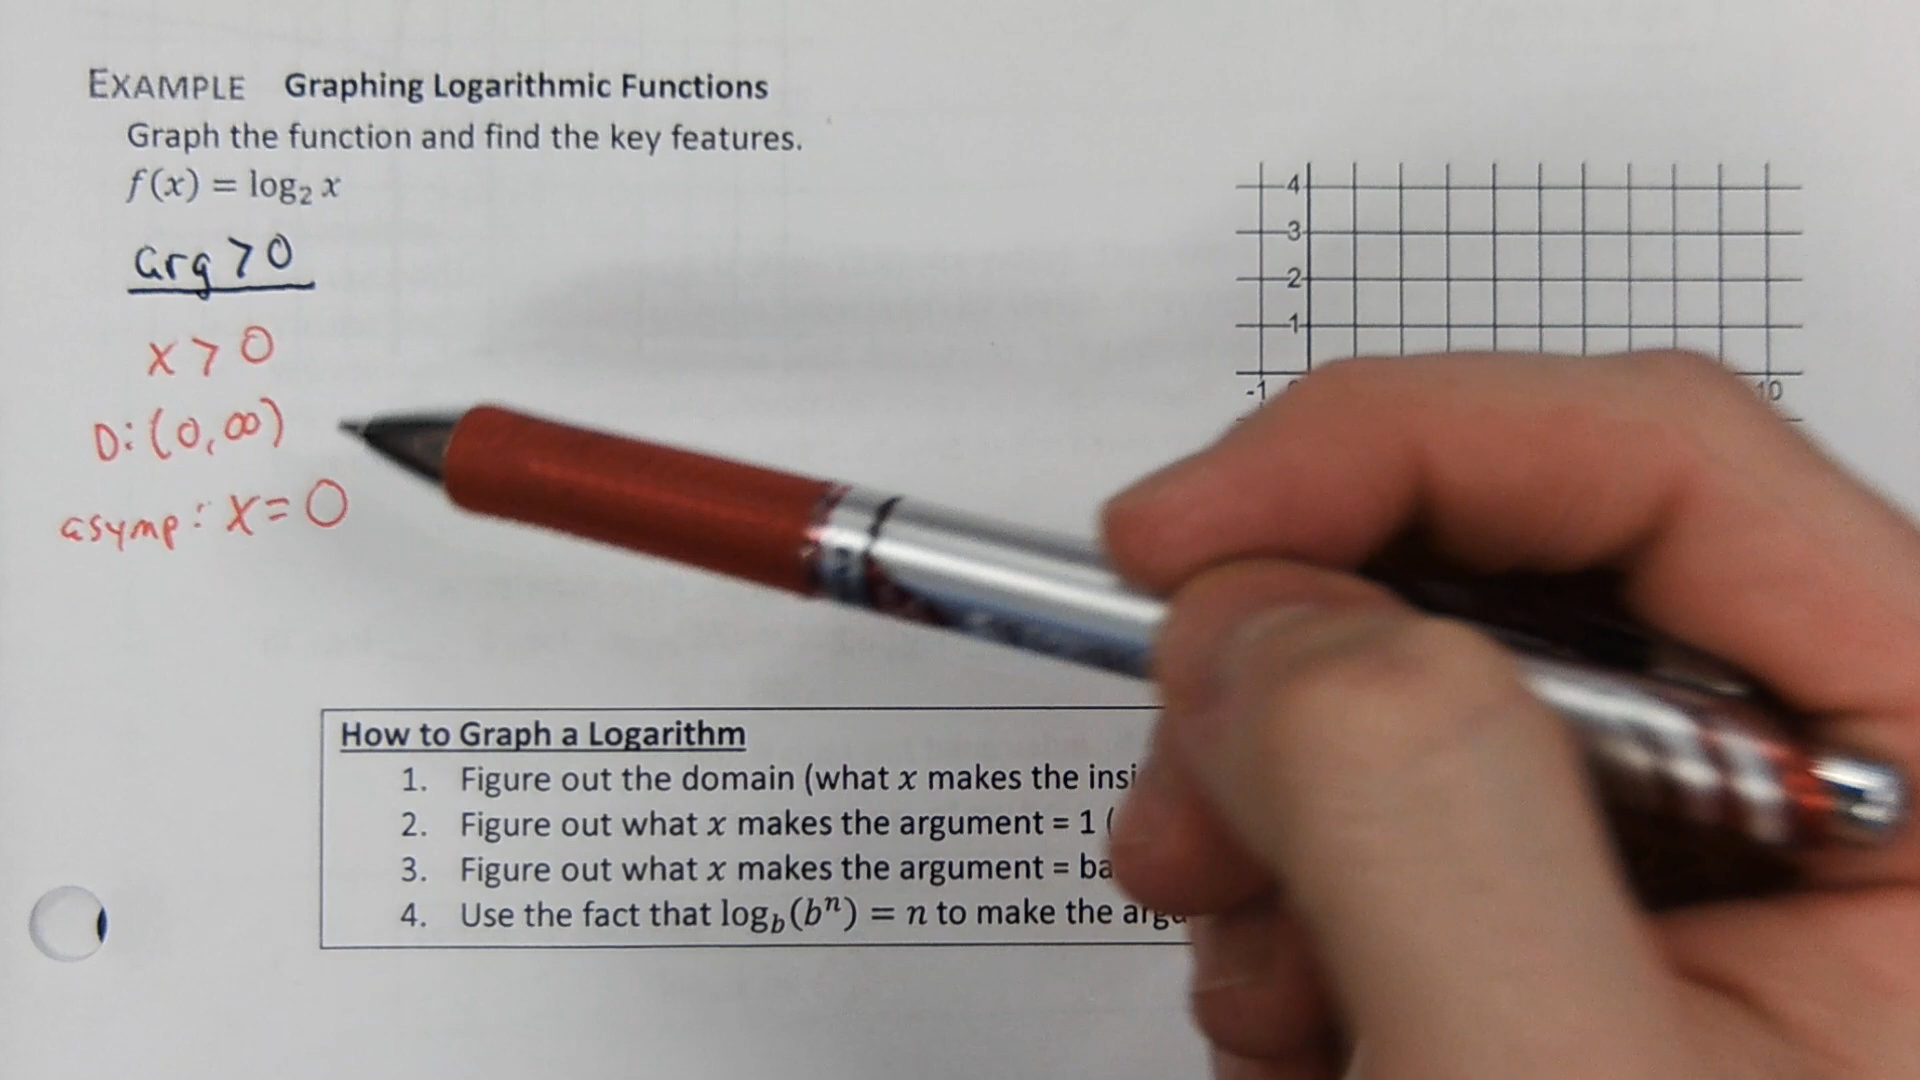 EXAMPLE Graphing Logarithmic Functions
Graph the function and find the key features.
f(x) = log₂ x
arg > 0
x > 0
D: (0, ∞)
asymp: x = 0
4
3
2
1
-1
10
How to Graph a Logarithm
1. Figure out the domain (what x makes the
2. Figure out what x makes the argument = 1 (
3. Figure out what x makes the argument =
4. Use the fact that log_b(bⁿ) = n to make the